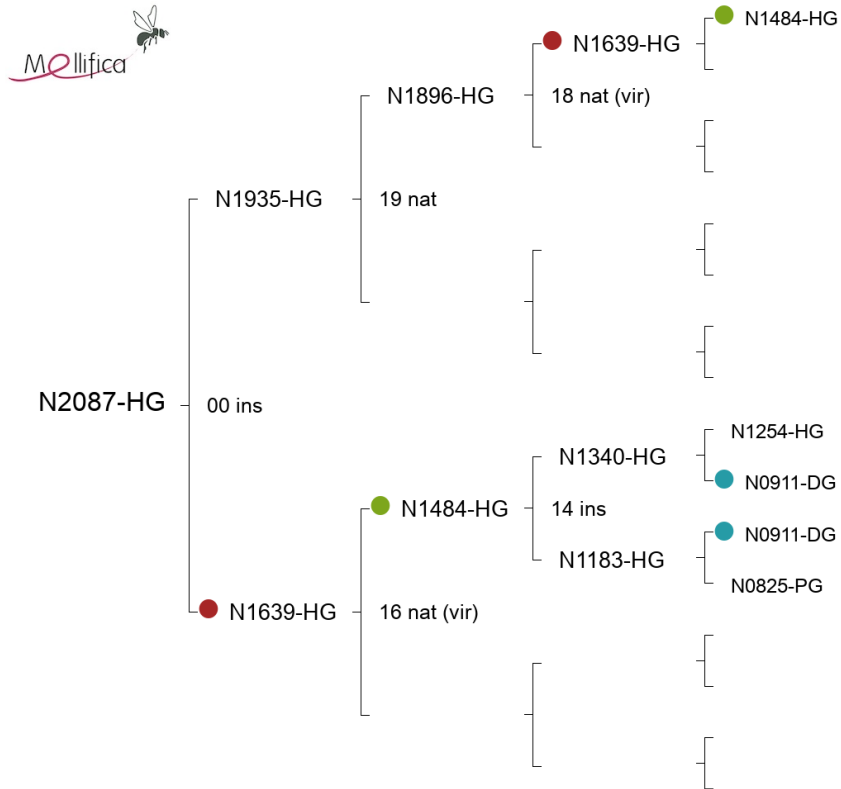 Mellifica
N1484-HG
N1639-HG
N1896-HG
18 nat (vir)
N1935-HG
19 nat
N2087-HG
00 ins
N1254-HG
N1340-HG
N0911-DG
N1484-HG
14 ins
N0911-DG
N1183-HG
N0825-PG
N1639-HG
16 nat (vir)